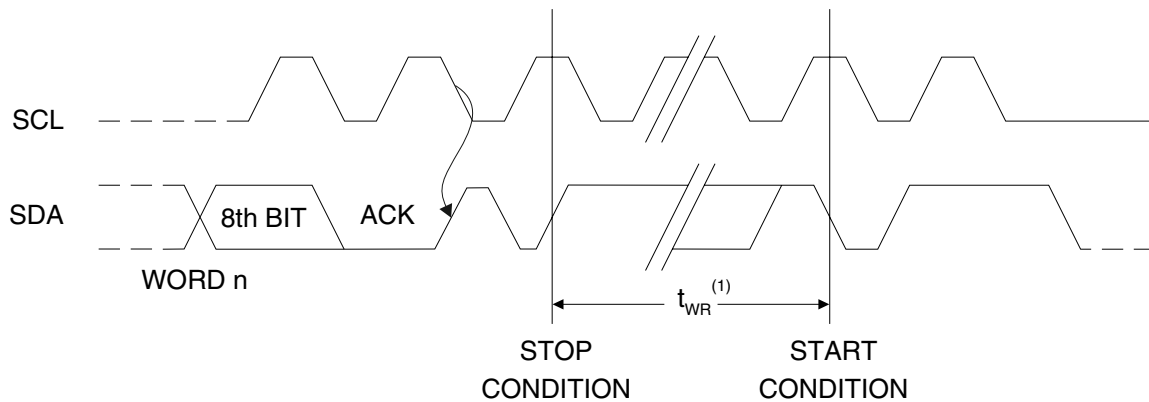 SCL
SDA
8th BIT
ACK
WORD n
tWR(1)
STOP
CONDITION
START
CONDITION